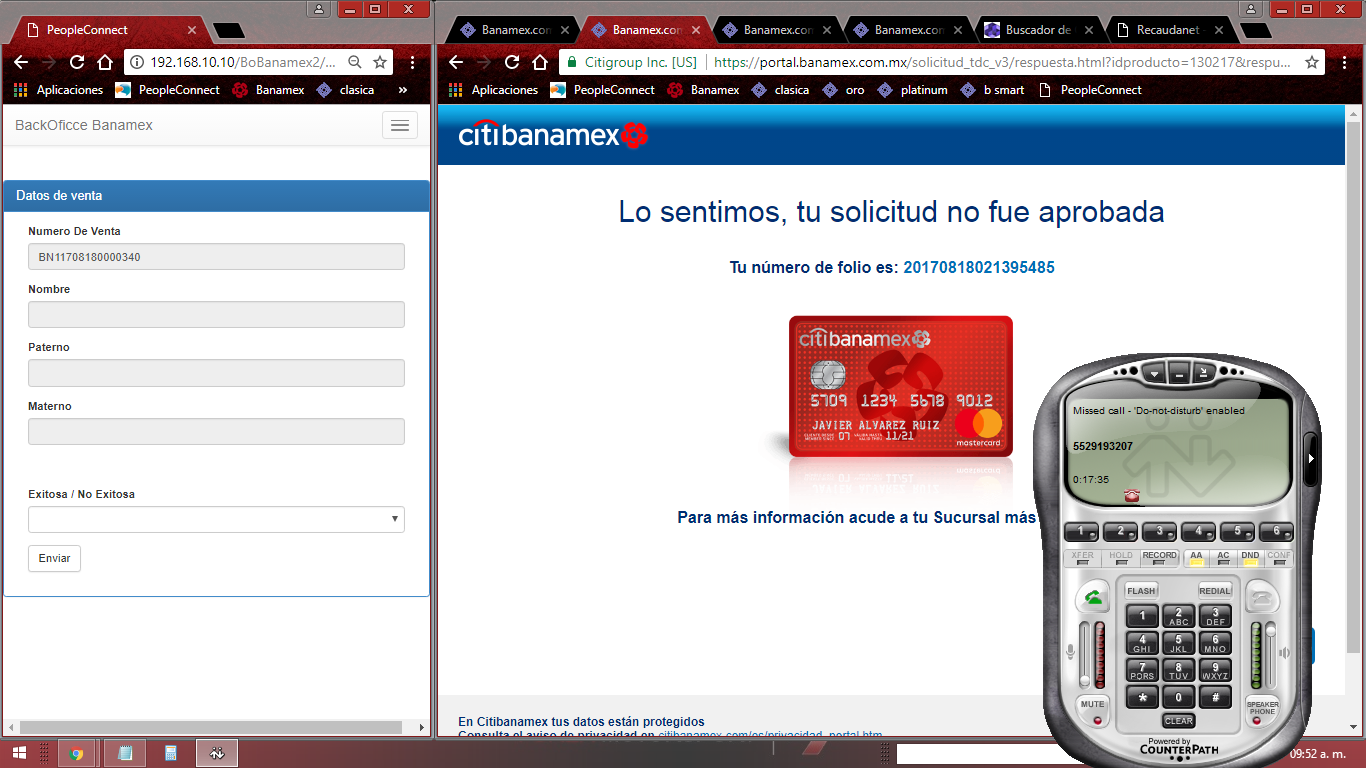 PeopleConnect
192.168.10.10/BoBanamex2/...
Aplicaciones PeopleConnect Banamex clasica »
BackOficce Banamex
Datos de venta
Numero De Venta
BN11708180000340
Nombre
Paterno
Materno
Exitosa / No Exitosa
Enviar
Banamex.com Banamex.com Banamex.com Banamex.com Buscador de Recaudanet -
Citigroup Inc. [US] https://portal.banamex.com.mx/solicitud_tdc_v3/respuesta.html?idproducto=130217&respu...
Aplicaciones PeopleConnect Banamex clasica oro platinum b smart PeopleConnect
citibanamex
Lo sentimos, tu solicitud no fue aprobada
Tu número de folio es: 20170818021395485
citibanamex
5709 1234 5678 9012
JAVIER ALVAREZ RUIZ
CLIENTE DESDE MEMBER SINCE 07 VALIDA HASTA VALID THRU 11/21
mastercard
Para más información acude a tu Sucursal más
En Citibanamex tus datos están protegidos
Consulta el aviso de privacidad en citibanamex.com/es/privacidad_portal.htm
Missed call - 'Do-not-disturb' enabled
5529193207
0:17:35
1 2 3 4 5 6
XFER HOLD RECORD AA AC DND CONF
FLASH REDIAL
1 2 ABC 3 DEF
4 GHI 5 JKL 6 MNO
7 PQRS 8 TUV 9 WXYZ
* 0 #
MUTE CLEAR SPEAKER PHONE
Powered by
COUNTERPATH
09:52 a. m.